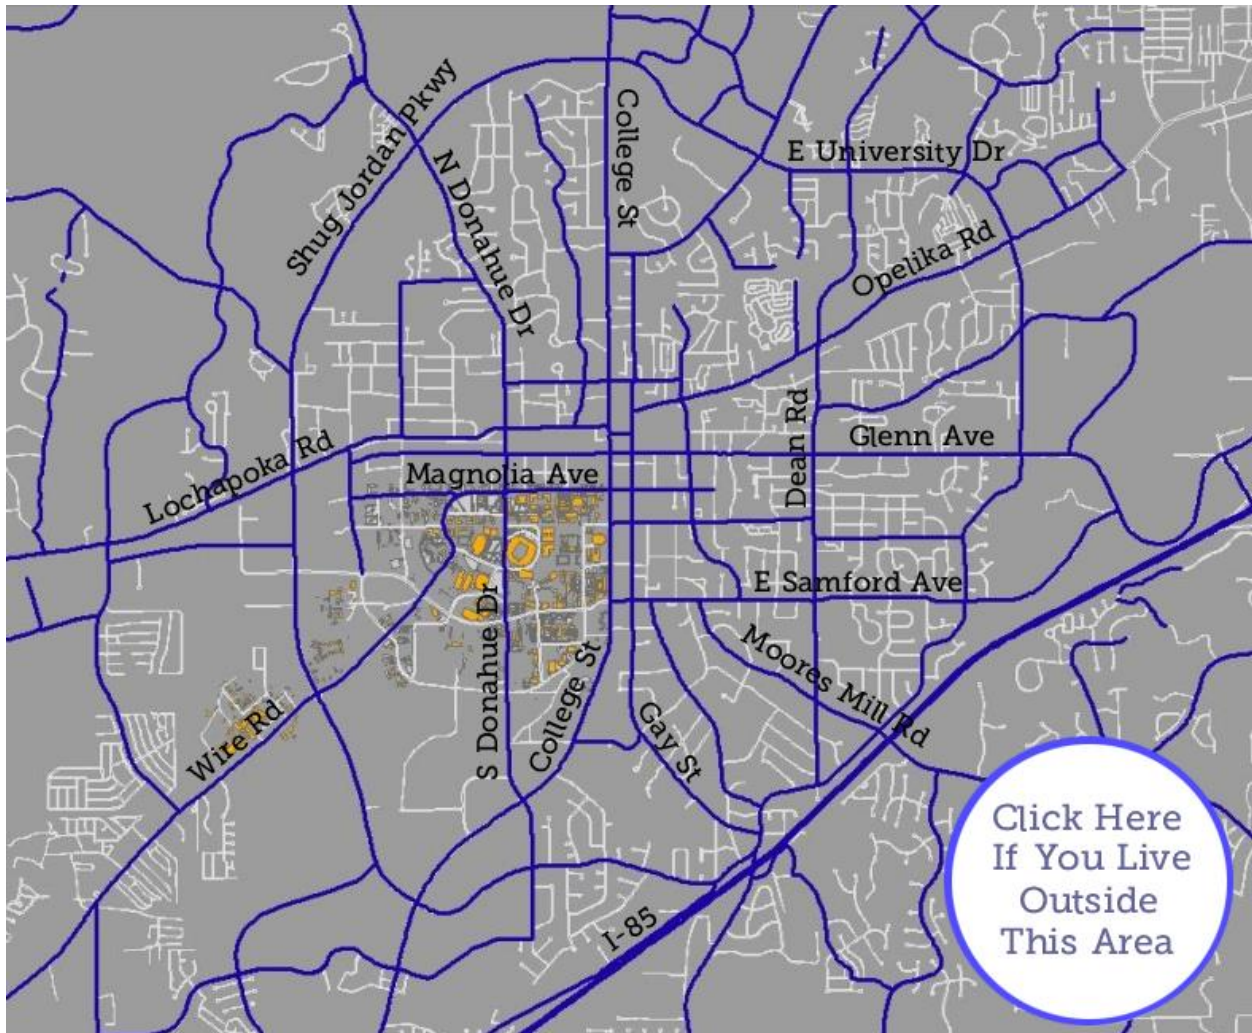 College St
E University Dr
Shug Jordan Pkwy
N Donahue Dr
Opelika Rd
Dean Rd
Glenn Ave
Lochapoka Rd
Magnolia Ave
E Samford Ave
S Donahue Dr
College St
Moores Mill Rd
Gay St
Wire Rd
I-85
Click Here
If You Live
Outside
This Area